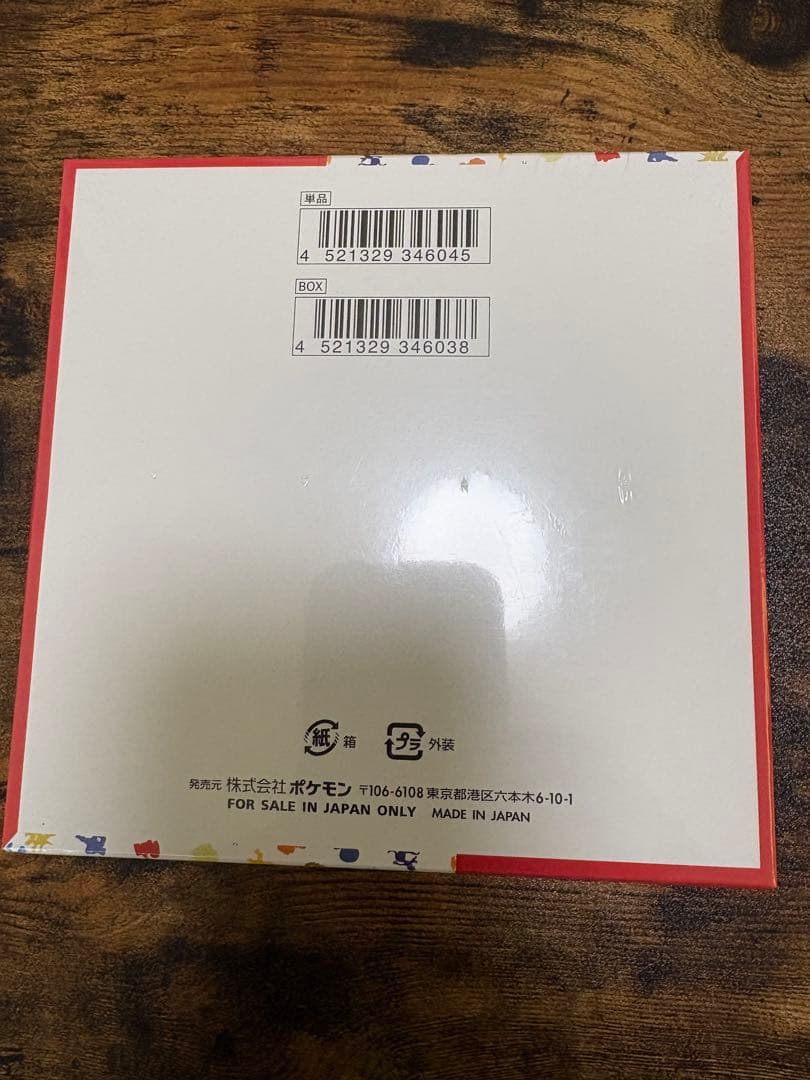 単品
4 521329 346045
BOX
4 521329 346038
紙 箱 プラ 外装
発売元 株式会社 ポケモン 〒106-6108 東京都港区六本木6-10-1
FOR SALE IN JAPAN ONLY MADE IN JAPAN